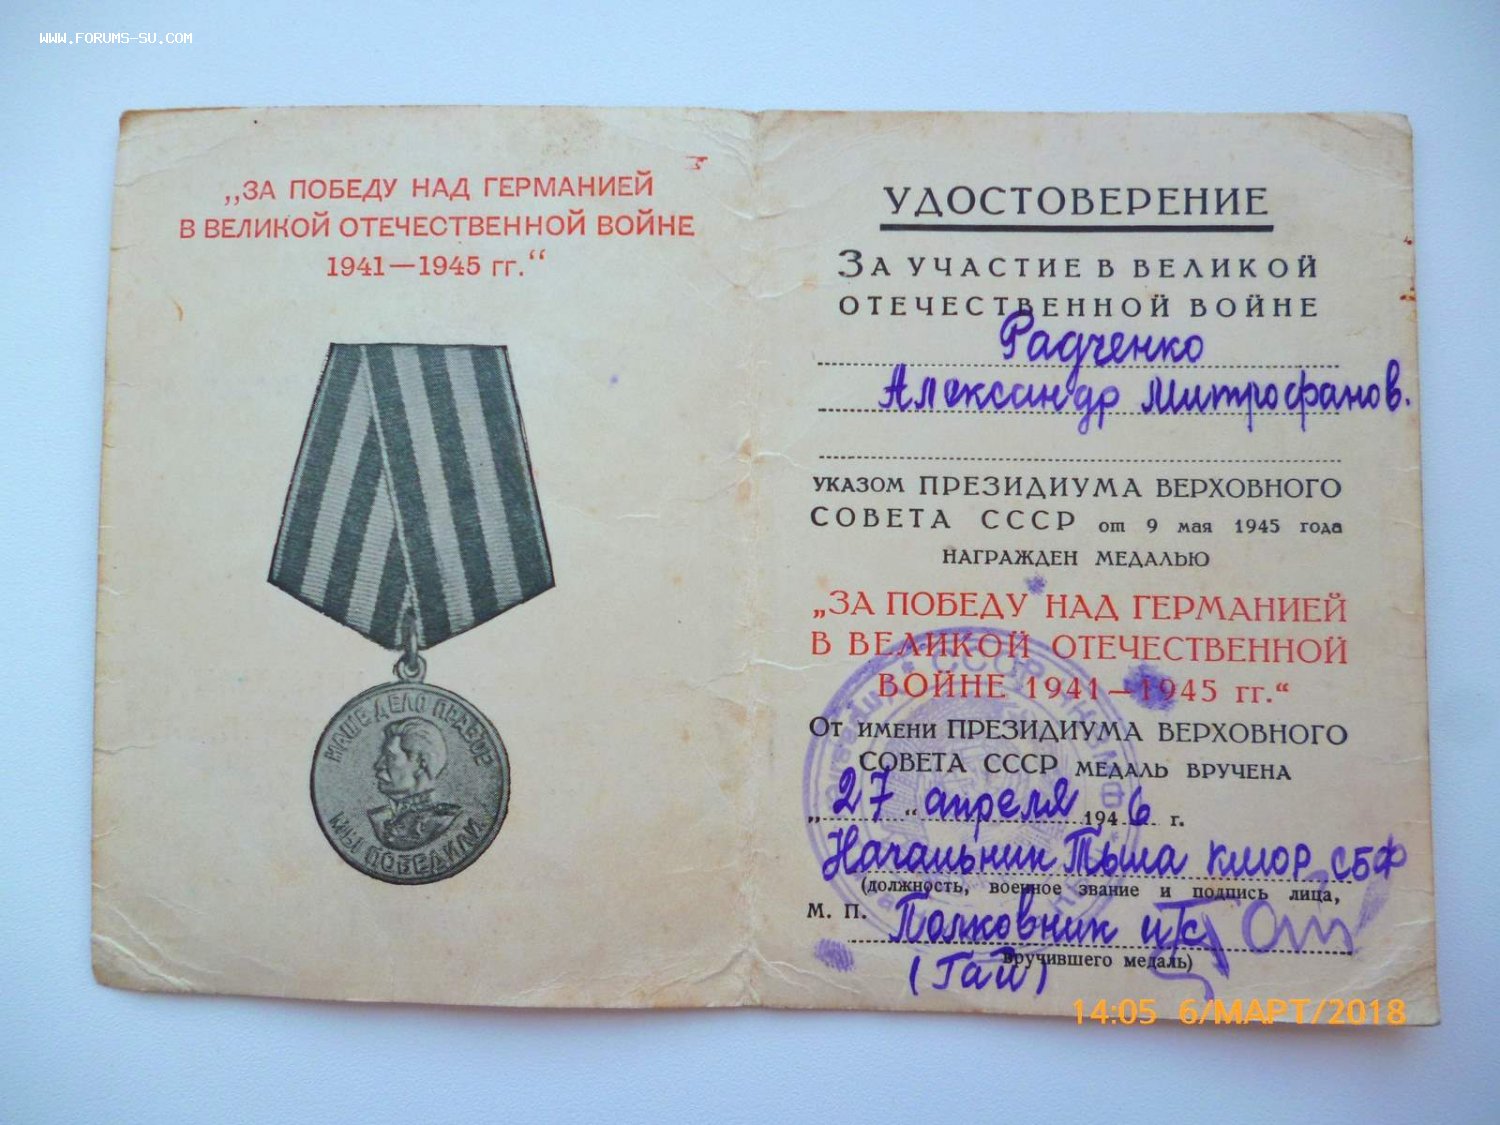 WWW.FORUMS-SU.COM
„ЗА ПОБЕДУ НАД ГЕРМАНИЕЙ
В ВЕЛИКОЙ ОТЕЧЕСТВЕННОЙ ВОЙНЕ
1941—1945 гг.“
НАШЕ ДЕЛО ПРАВОЕ
МЫ ПОБЕДИЛИ
УДОСТОВЕРЕНИЕ
ЗА УЧАСТИЕ В ВЕЛИКОЙ
ОТЕЧЕСТВЕННОЙ ВОЙНЕ
Радченко
Александр Митрофанов.
УКАЗОМ ПРЕЗИДИУМА ВЕРХОВНОГО
СОВЕТА СССР от 9 мая 1945 года
НАГРАЖДЕН МЕДАЛЬЮ
„ЗА ПОБЕДУ НАД ГЕРМАНИЕЙ
В ВЕЛИКОЙ ОТЕЧЕСТВЕННОЙ
ВОЙНЕ 1941—1945 гг.“
ОТ ИМЕНИ ПРЕЗИДИУМА ВЕРХОВНОГО
СОВЕТА СССР МЕДАЛЬ ВРУЧЕНА
„27“ апреля 1946 г.
Начальник Тыла КМОР СБФ
(должность, военное звание и подпись лица,
М. П. Полковник и/с
вручившего медаль)
(Гай)
СССР
14:05 6/МАРТ/2018